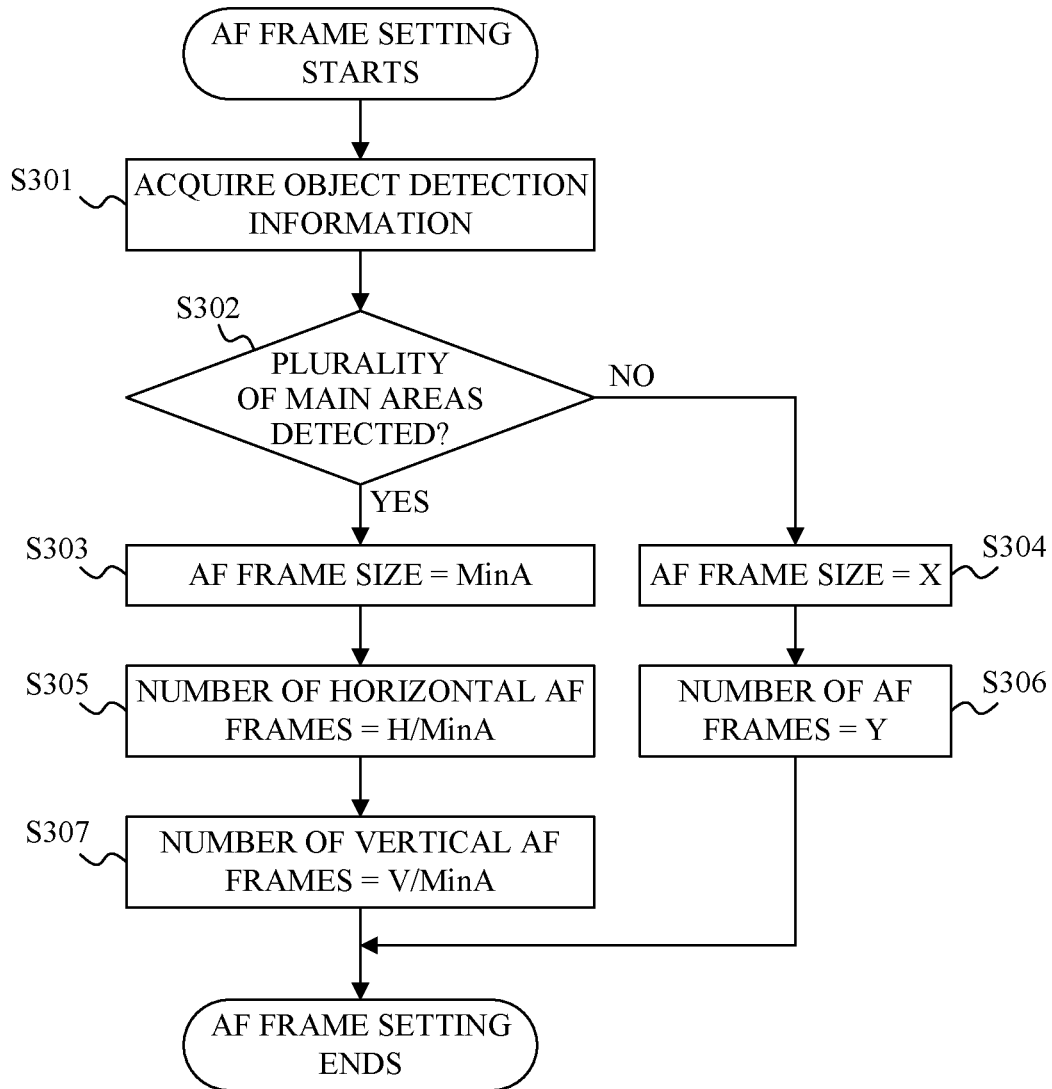 AF FRAME SETTING
STARTS
S301
ACQUIRE OBJECT DETECTION
INFORMATION
S302
PLURALITY
OF MAIN AREAS
DETECTED?
NO
YES
S303
AF FRAME SIZE = MinA
S304
AF FRAME SIZE = X
S305
NUMBER OF HORIZONTAL AF
FRAMES = H/MinA
S306
NUMBER OF AF
FRAMES = Y
S307
NUMBER OF VERTICAL AF
FRAMES = V/MinA
AF FRAME SETTING
ENDS